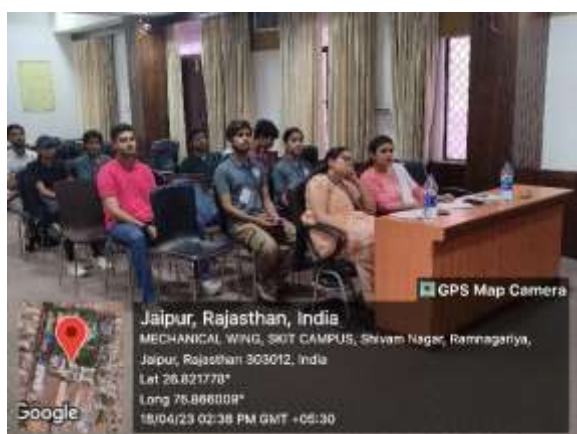 GPS Map Camera
Jaipur, Rajasthan, India
MECHANICAL WING, SKIT CAMPUS, Shivam Nagar, Ramnagariya,
Jaipur, Rajasthan 303012, India
Lat 26.821778°
Long 75.866009°
18/04/23 02:38 PM GMT +05:30
Google